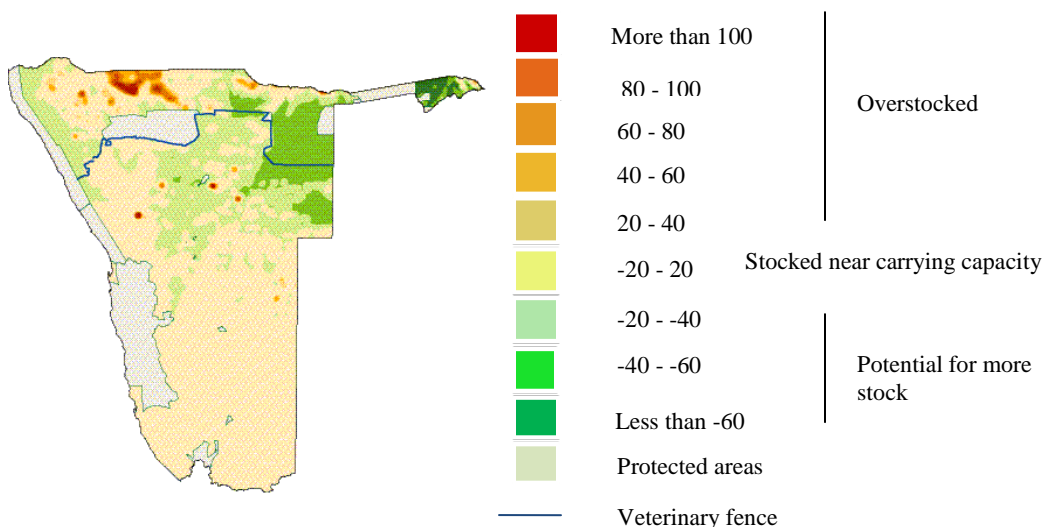 More than 100
80 - 100
Overstocked
60 - 80
40 - 60
20 - 40
-20 - 20
Stocked near carrying capacity
-20 - -40
-40 - -60
Potential for more
stock
Less than -60
Protected areas
Veterinary fence